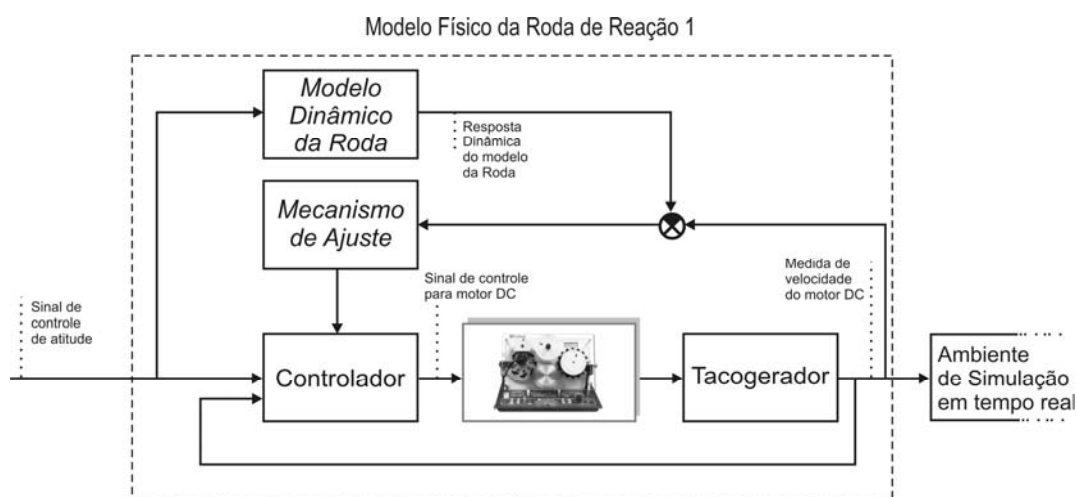 Modelo Físico da Roda de Reação 1
Modelo
Dinâmico
da Roda
Resposta
Dinâmica
do modelo
da Roda
Mecanismo
de Ajuste
Sinal de controle
para motor DC
Medida de
velocidade
do motor DC
Sinal de
controle
de atitude
Controlador
Tacogerador
Ambiente
de Simulação
em tempo real